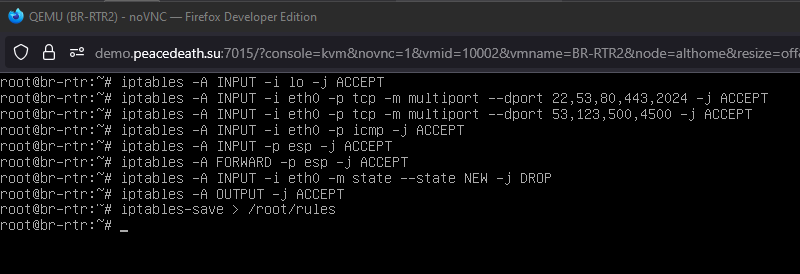 QEMU (BR-RTR2) - noVNC — Firefox Developer Edition
demo.peacedeath.su:7015/?console=kvm&novnc=1&vmid=10002&vmname=BR-RTR2&node=althome&resize=off&
root@br-rtr:~# iptables -A INPUT -i lo -j ACCEPT
root@br-rtr:~# iptables -A INPUT -i eth0 -p tcp -m multiport --dport 22,53,80,443,2024 -j ACCEPT
root@br-rtr:~# iptables -A INPUT -i eth0 -p tcp -m multiport --dport 53,123,500,4500 -j ACCEPT
root@br-rtr:~# iptables -A INPUT -i eth0 -p icmp -j ACCEPT
root@br-rtr:~# iptables -A INPUT -p esp -j ACCEPT
root@br-rtr:~# iptables -A FORWARD -p esp -j ACCEPT
root@br-rtr:~# iptables -A INPUT -i eth0 -m state --state NEW -j DROP
root@br-rtr:~# iptables -A OUTPUT -j ACCEPT
root@br-rtr:~# iptables-save > /root/rules
root@br-rtr:~# _